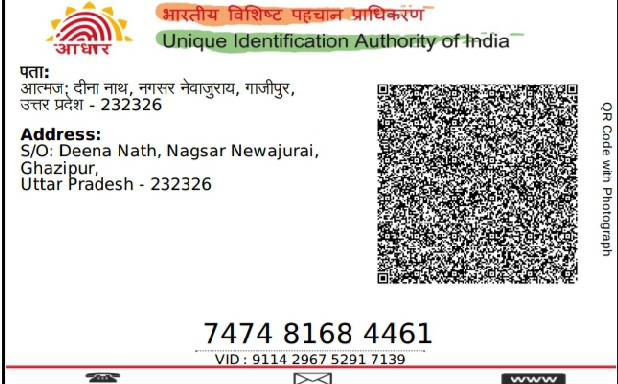 भारतीय विशिष्ट पहचान प्राधिकरण
Unique Identification Authority of India
आधार
पता:
आत्मज: दीना नाथ, नगसर नेवाजुराय, गाजीपुर,
उत्तर प्रदेश - 232326
Address:
S/O: Deena Nath, Nagsar Newajurai,
Ghazipur,
Uttar Pradesh - 232326
QR Code with Photograph
7474 8168 4461
VID : 9114 2967 5291 7139
www